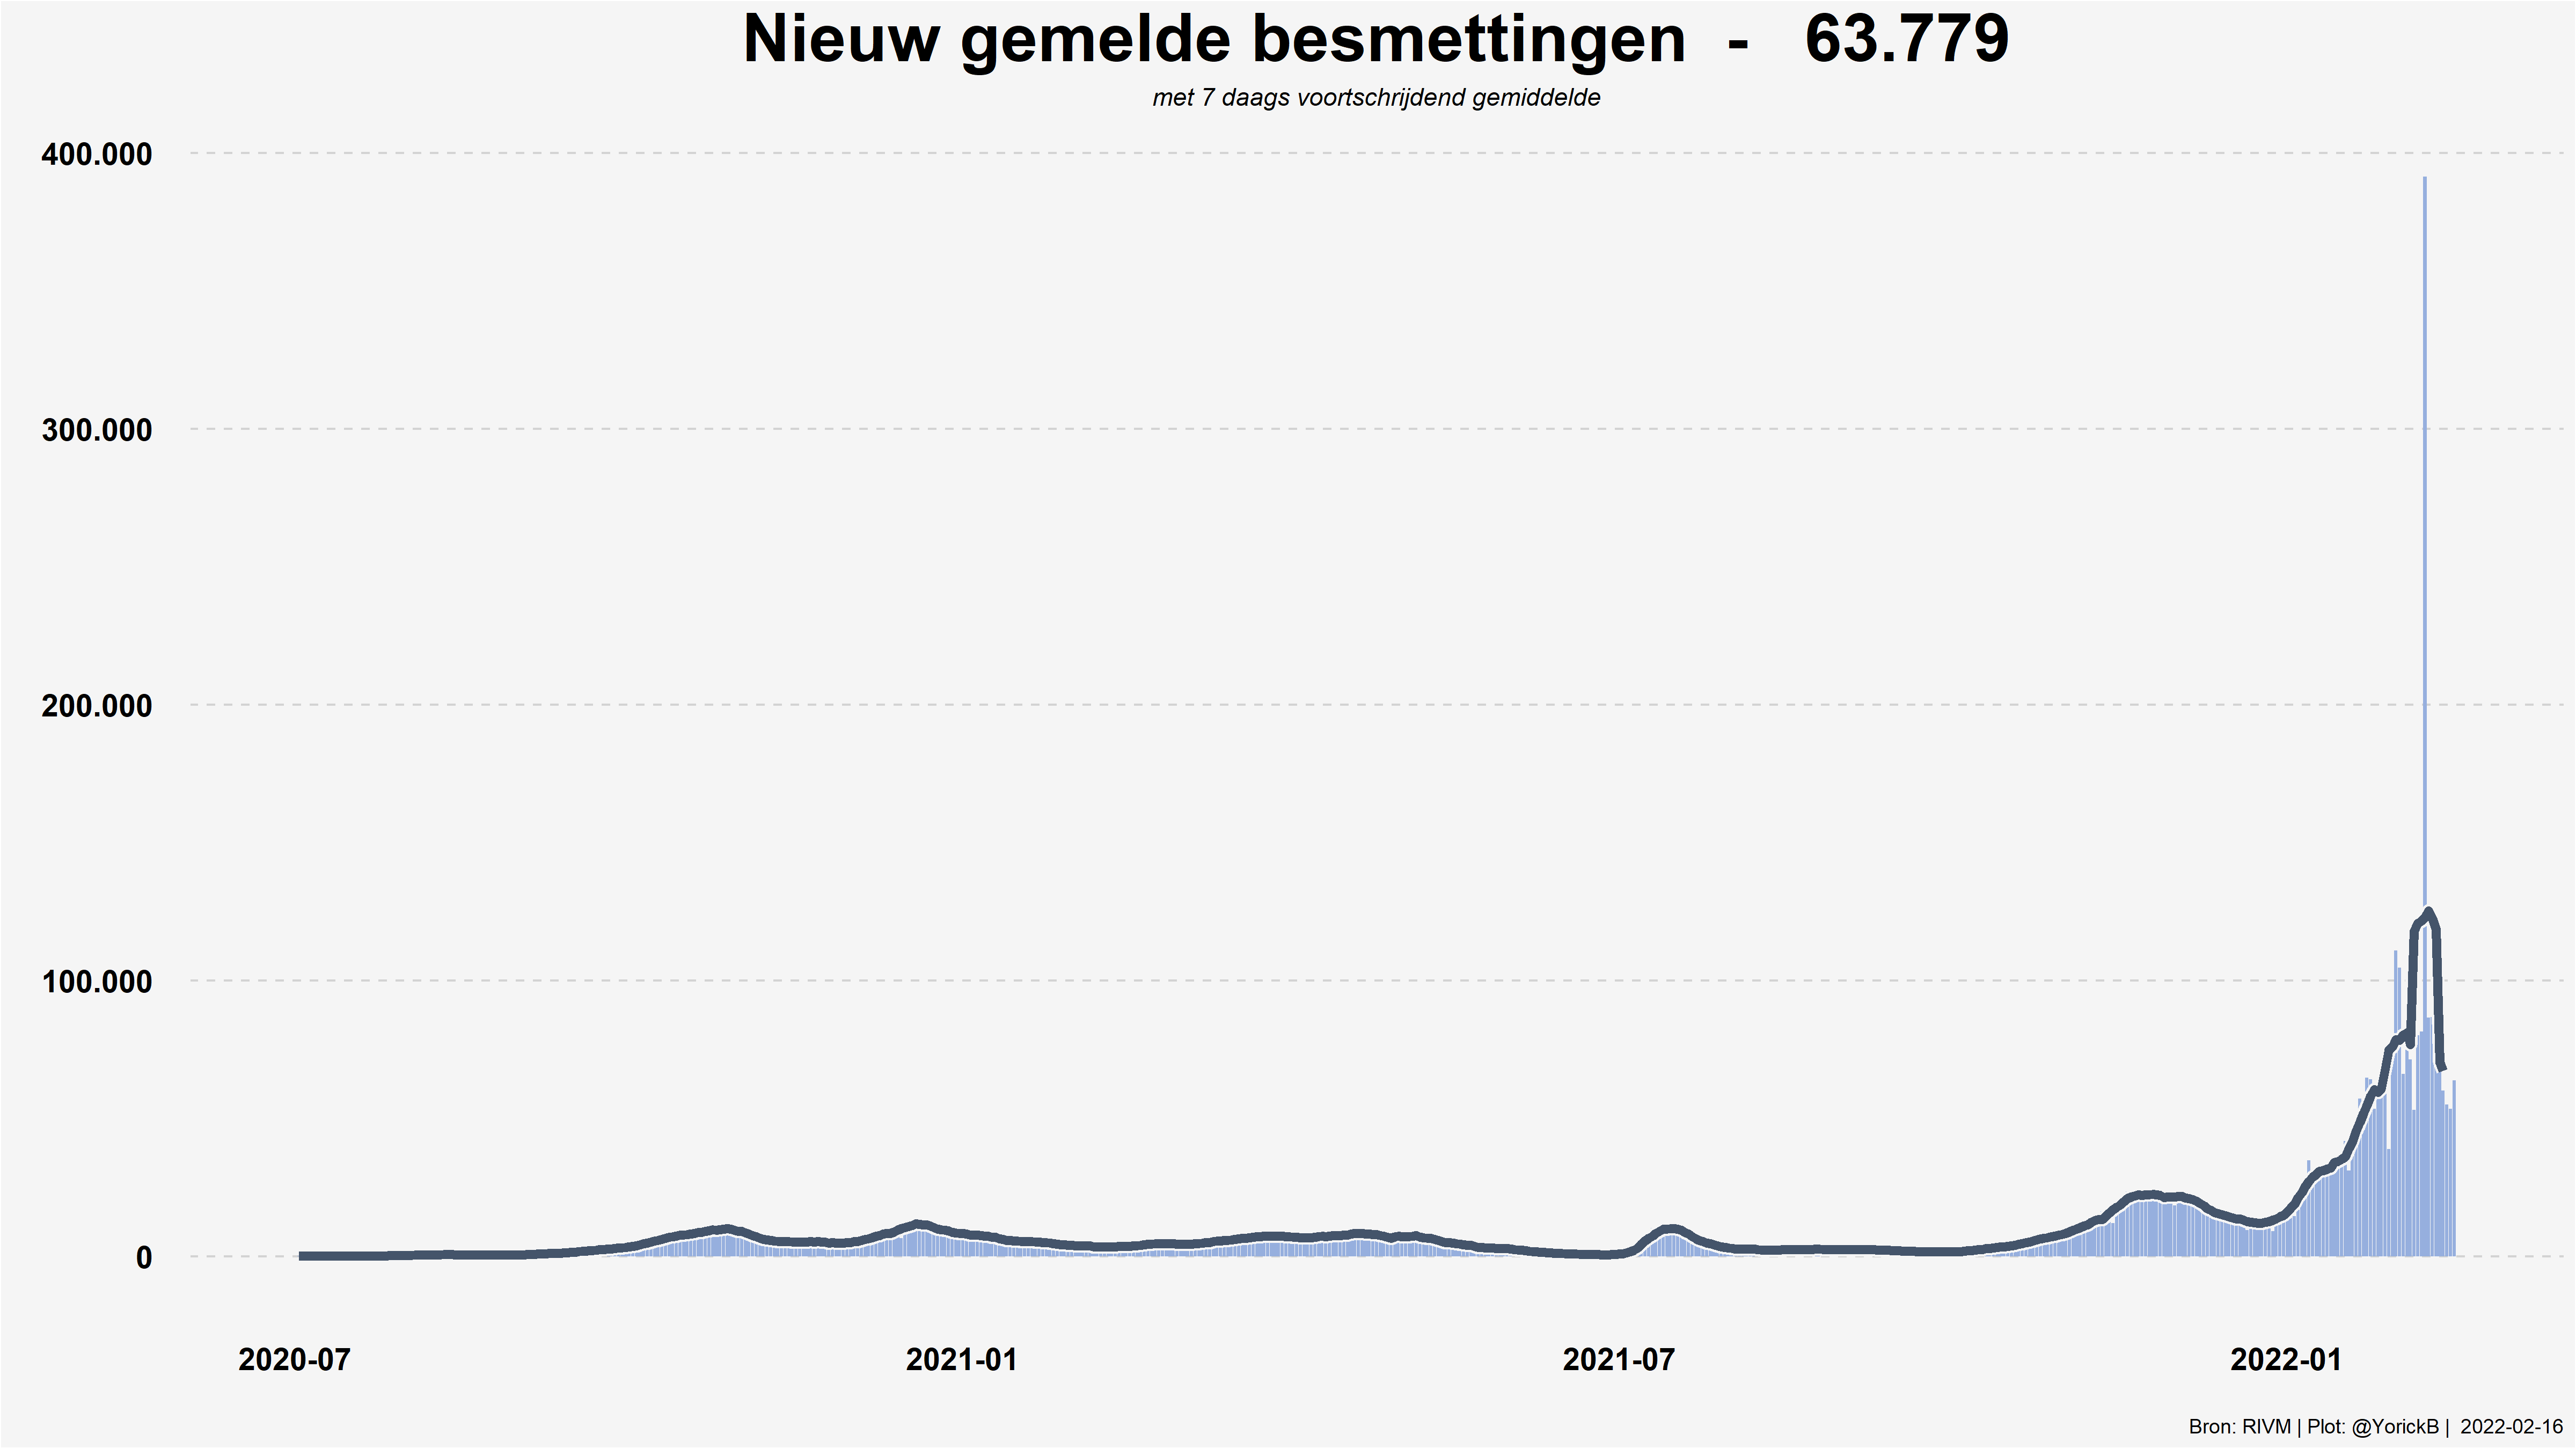 Nieuw gemelde besmettingen - 63.779
met 7 daags voortschrijdend gemiddelde
400.000
300.000
200.000
100.000
0
2020-07 2021-01 2021-07 2022-01
Bron: RIVM | Plot: @YorickB | 2022-02-16